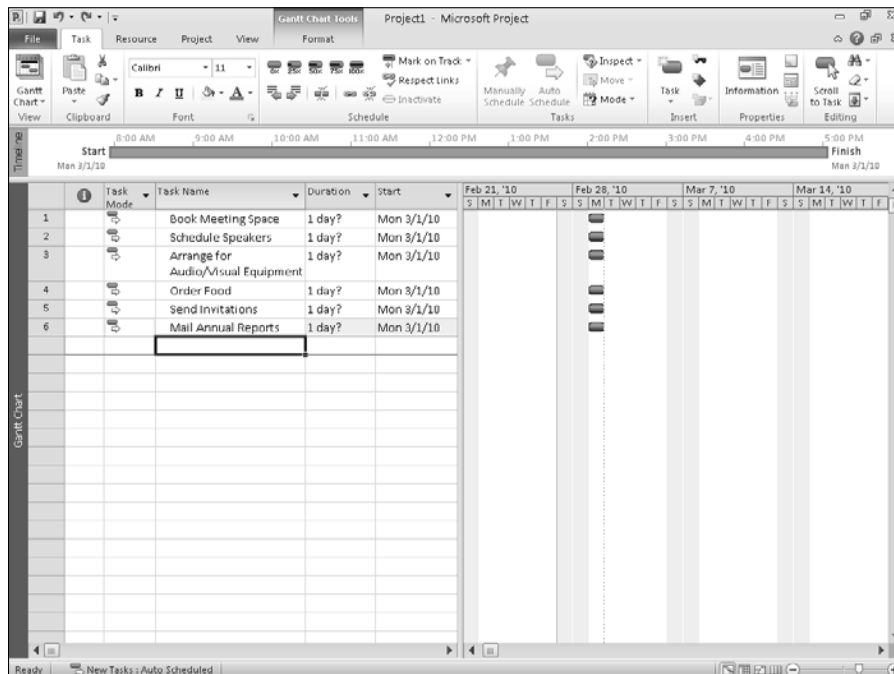 Gantt Chart Tools Project1 - Microsoft Project
File Task Resource Project View Format
Calibri 11
Mark on Track
Inspect
Respect Links
Move
Gantt Chart Paste B I U A Inactivate Manually Schedule Auto Schedule Mode Task Information Scroll to Task
View Clipboard Font Schedule Tasks Insert Properties Editing
Timeline
8:00 AM 9:00 AM 10:00 AM 11:00 AM 12:00 PM 1:00 PM 2:00 PM 3:00 PM 4:00 PM 5:00 PM
Start Finish
Mon 3/1/10 Mon 3/1/10
Task Mode Task Name Duration Start Feb 21, '10 Feb 28, '10 Mar 7, '10 Mar 14, '10
S M T W T F S S M T W T F S S M T W T F S S M T W T F
1 Book Meeting Space 1 day? Mon 3/1/10
2 Schedule Speakers 1 day? Mon 3/1/10
3 Arrange for 1 day? Mon 3/1/10
Audio/Visual Equipment
4 Order Food 1 day? Mon 3/1/10
5 Send Invitations 1 day? Mon 3/1/10
6 Mail Annual Reports 1 day? Mon 3/1/10
Gantt Chart
Ready New Tasks : Auto Scheduled